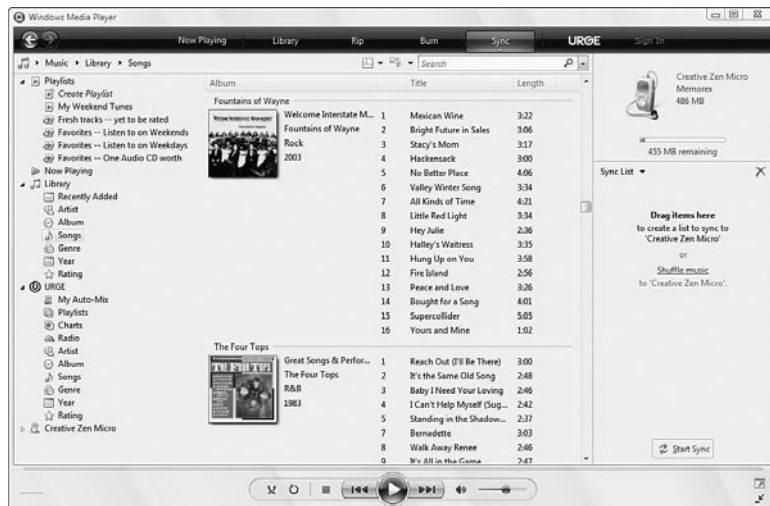 Windows Media Player
Now Playing Library Rip Burn Sync URGE Sign In
Music Library Songs Search
Playlists
Create Playlist
My Weekend Tunes
Fresh tracks -- yet to be rated
Favorites -- Listen to on Weekends
Favorites -- Listen to on Weekdays
Favorites -- One Audio CD worth
Now Playing
Library
Recently Added
Artist
Album
Songs
Genre
Year
Rating
URGE
My Auto-Mix
Playlists
Charts
Radio
Artist
Album
Songs
Genre
Year
Rating
Creative Zen Micro
Album Title Length
Fountains of Wayne
Welcome Interstate M...
Fountains of Wayne
Rock
2003
1 Mexican Wine 3:22
2 Bright Future in Sales 3:06
3 Stacy's Mom 3:17
4 Hackensack 3:00
5 No Better Place 4:06
6 Valley Winter Song 3:34
7 All Kinds of Time 4:21
8 Little Red Light 3:34
9 Hey Julie 2:36
10 Halley's Waitress 3:35
11 Hung Up on You 3:58
12 Fire Island 2:56
13 Peace and Love 3:26
14 Bought for a Song 4:01
15 Supercollider 5:05
16 Yours and Mine 1:02
The Four Tops
Great Songs & Perfor...
The Four Tops
R&B
1983
1 Reach Out (I'll Be There) 3:00
2 It's the Same Old Song 2:48
3 Baby I Need Your Loving 2:46
4 I Can't Help Myself (Sug... 2:42
5 Standing in the Shadow... 2:37
7 Bernadette 3:03
8 Walk Away Renee 2:46
9 It's All in the Game 2:47
Creative Zen Micro
Memorex
486 MB
455 MB remaining
Sync List
Drag items here
to create a list to sync to
'Creative Zen Micro'
or
Shuffle music
to 'Creative Zen Micro'.
Start Sync